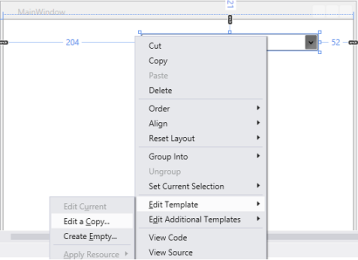 21
MainWindow
204
52
Cut
Copy
Paste
Delete
Order
Align
Reset Layout
Group Into
Ungroup
Set Current Selection
Edit Template
Edit Additional Templates
View Code
View Source
Edit Current
Edit a Copy...
Create Empty...
Apply Resource